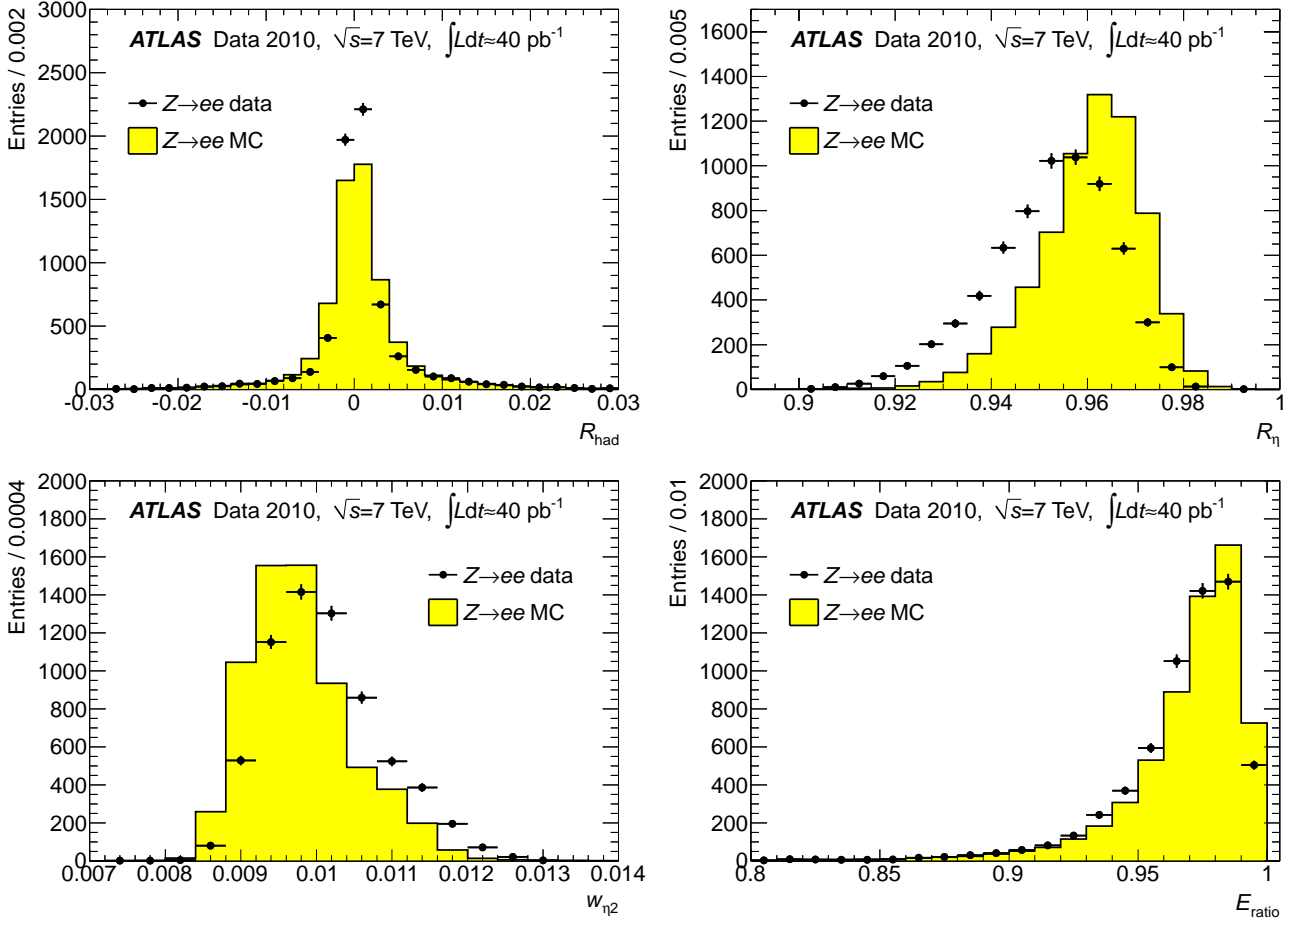 Entries / 0.002
3000
2500
2000
1500
1000
500
0
ATLAS Data 2010, √s=7 TeV, ∫Ldt≈40 pb⁻¹
Z→ee data
Z→ee MC
-0.03 -0.02 -0.01 0 0.01 0.02 0.03
R_had
Entries / 0.005
1600
1400
1200
1000
800
600
400
200
0
ATLAS Data 2010, √s=7 TeV, ∫Ldt≈40 pb⁻¹
Z→ee data
Z→ee MC
0.9 0.92 0.94 0.96 0.98 1
R_η
Entries / 0.0004
2000
1800
1600
1400
1200
1000
800
600
400
200
0
ATLAS Data 2010, √s=7 TeV, ∫Ldt≈40 pb⁻¹
Z→ee data
Z→ee MC
0.007 0.008 0.009 0.01 0.011 0.012 0.013 0.014
w_η2
Entries / 0.01
2000
1800
1600
1400
1200
1000
800
600
400
200
0
ATLAS Data 2010, √s=7 TeV, ∫Ldt≈40 pb⁻¹
Z→ee data
Z→ee MC
0.8 0.85 0.9 0.95 1
E_ratio